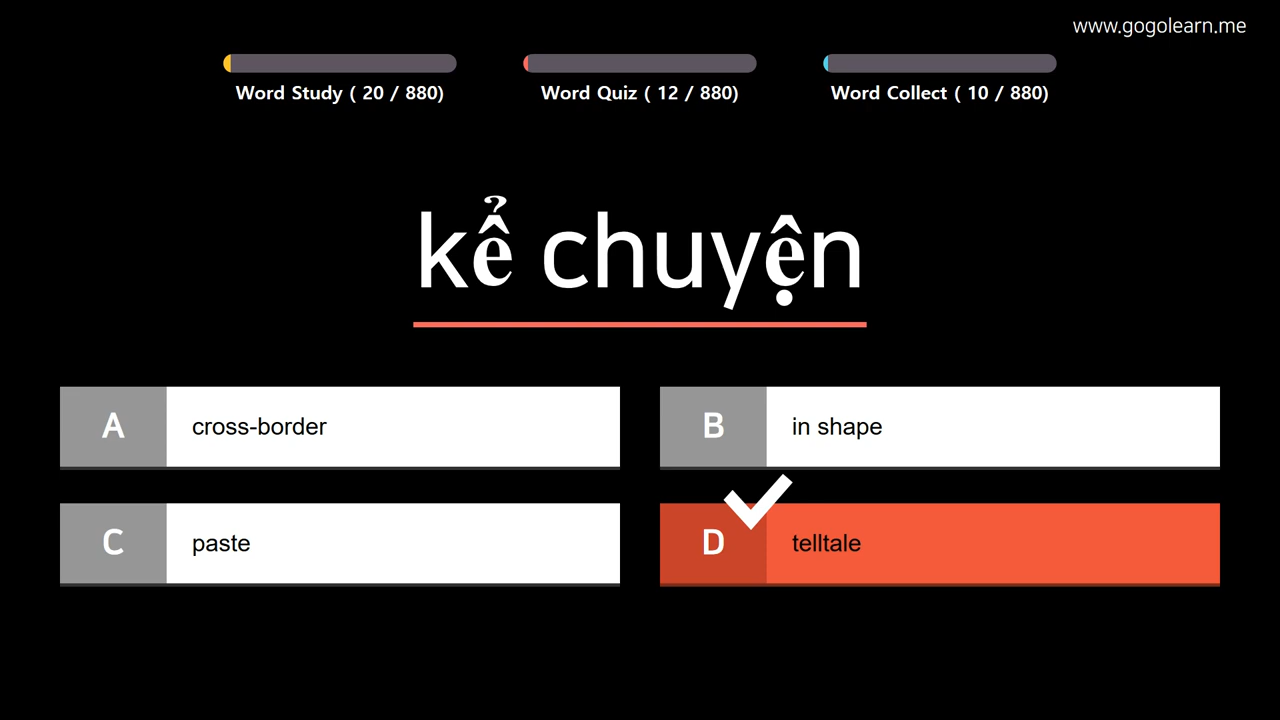 www.gogolearn.me
Word Study ( 20 / 880)
Word Quiz ( 12 / 880)
Word Collect ( 10 / 880)
kể chuyện
A cross-border
B in shape
C paste
D telltale